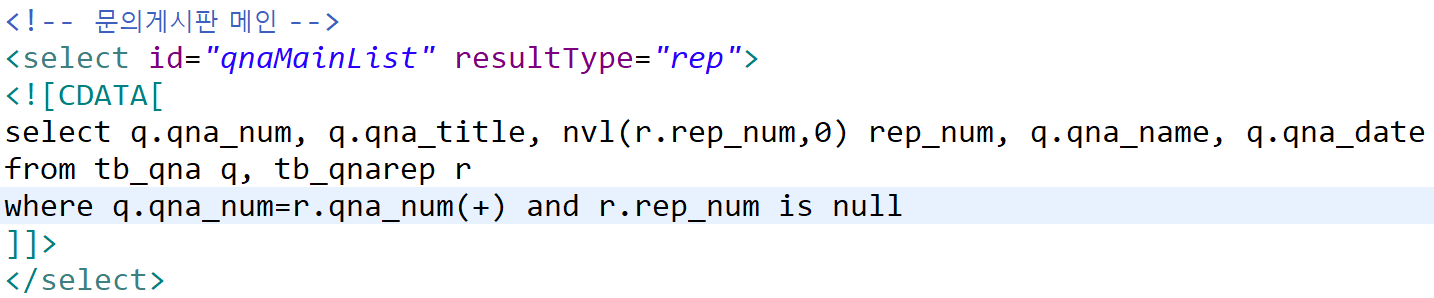 <!-- 문의게시판 메인 -->
<select id="qnaMainList" resultType="rep">
<![CDATA[
select q.qna_num, q.qna_title, nvl(r.rep_num,0) rep_num, q.qna_name, q.qna_date
from tb_qna q, tb_qnarep r
where q.qna_num=r.qna_num(+) and r.rep_num is null
]]>
</select>